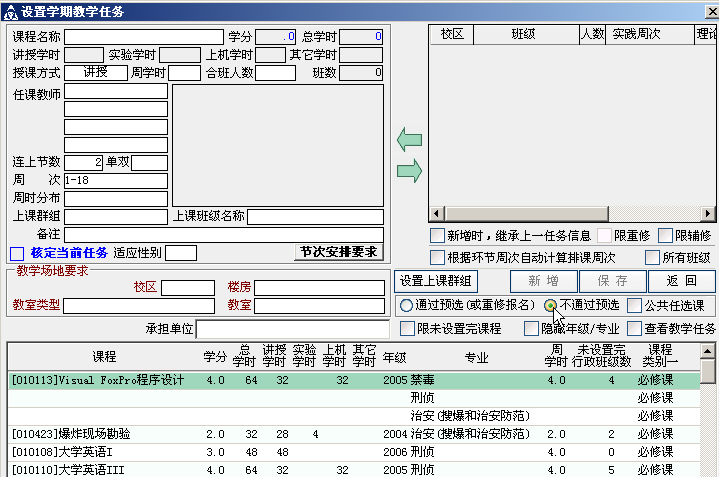 设置学期教学任务
课程名称 学分 .0 总学时 0
讲授学时 实验学时 上机学时 其它学时
授课方式 讲授 周学时 合班人数 班数 0
任课教师
连上节数 2 单双
周 次 1-18
周时分布
上课群组 上课班级名称
备注
核定当前任务 适应性别 节次安排要求
校区 班级 人数 实践周次 理论
新增时，继承上一任务信息 限重修 限辅修
根据环节周次自动计算排课周次 所有班级
教学场地要求
校区 楼房
教室类型 教室
设置上课群组 新 增 保 存 返 回
通过预选(或重修报名) 不通过预选 公共任选课
承担单位 限未设置完课程 隐藏年级/专业 查看教学任务
课程 学分 总学时 讲授学时 实验学时 上机学时 其它学时 年级 专业 周学时 未设置完行政班级数 课程类别一
[010113]Visual FoxPro程序设计 4.0 64 32 32 2005 禁毒 4.0 4 必修课
刑侦 必修课
治安(搜爆和治安防范) 必修课
[010423]爆炸现场勘验 2.0 32 28 4 2004 治安(搜爆和治安防范) 2.0 2 必修课
[010108]大学英语I 3.0 48 48 2006 刑侦 4.0 0 必修课
[010110]大学英语III 4.0 64 32 32 2005 刑侦 4.0 5 必修课